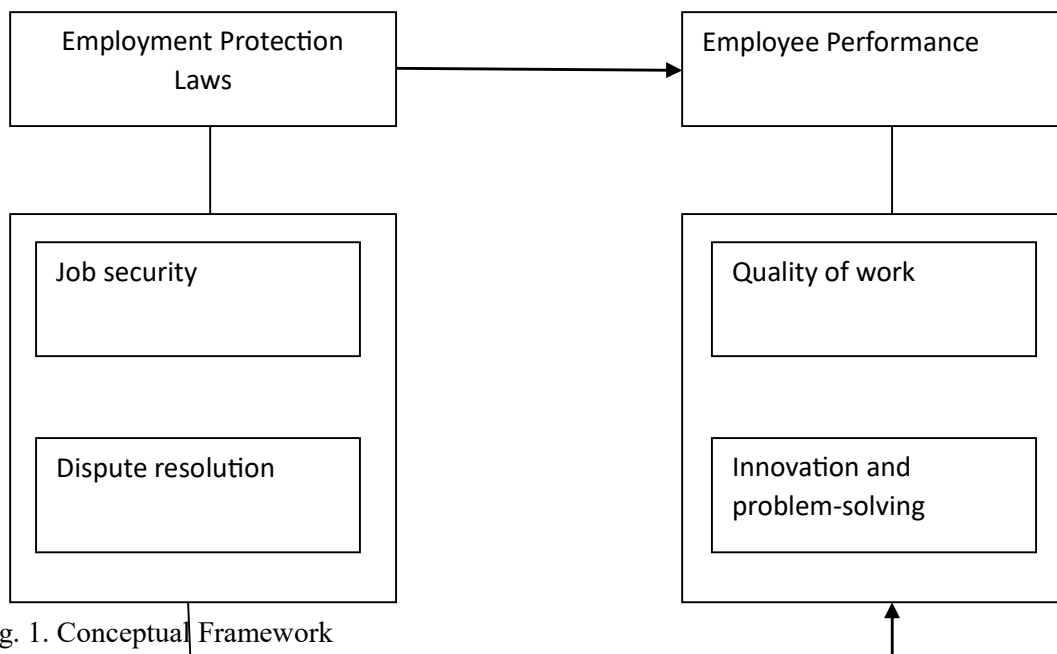 Employment Protection
Laws
Employee Performance
Job security
Quality of work
Dispute resolution
Innovation and
problem-solving
g. 1. Conceptual Framework